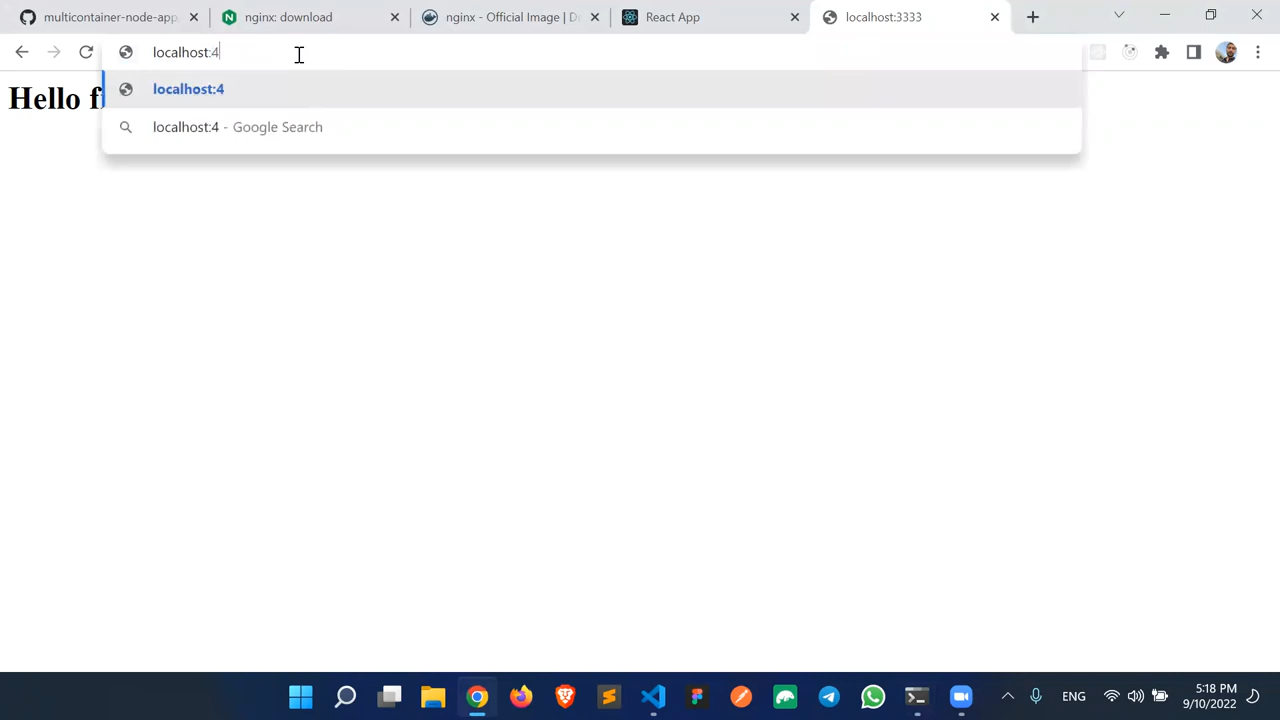 multicontainer-node-app
nginx: download
nginx - Official Image | D
React App
localhost:3333
localhost:4
localhost:4
localhost:4 - Google Search
Hello f
ENG
5:18 PM
9/10/2022